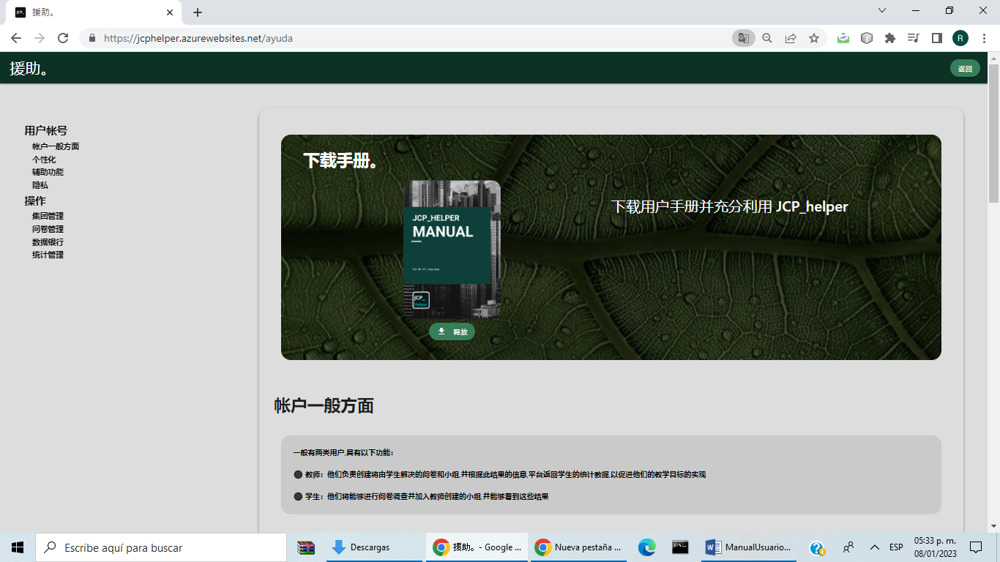 援助。
https://jcphelper.azurewebsites.net/ayuda
R
援助。
返回
用户帐号
帐户一般方面
个性化
辅助功能
隐私
操作
集团管理
问卷管理
数据银行
统计管理
下载手册。
JCP_HELPER
MANUAL
JCP_
Helper
释放
下载用户手册并充分利用 JCP_helper
帐户一般方面
一般有两类用户,具有以下功能：
教师：他们负责创建将由学生解决的问卷和小组,并根据此结果的信息,平台返回学生的统计数据,以促进他们的教学目标的实现
学生：他们将能够进行问卷调查并加入教师创建的小组,并能够看到这些结果
Escribe aquí para buscar
Descargas
援助。 - Google ...
Nueva pestaña ...
ManualUsuario...
ESP
05:33 p. m.
08/01/2023